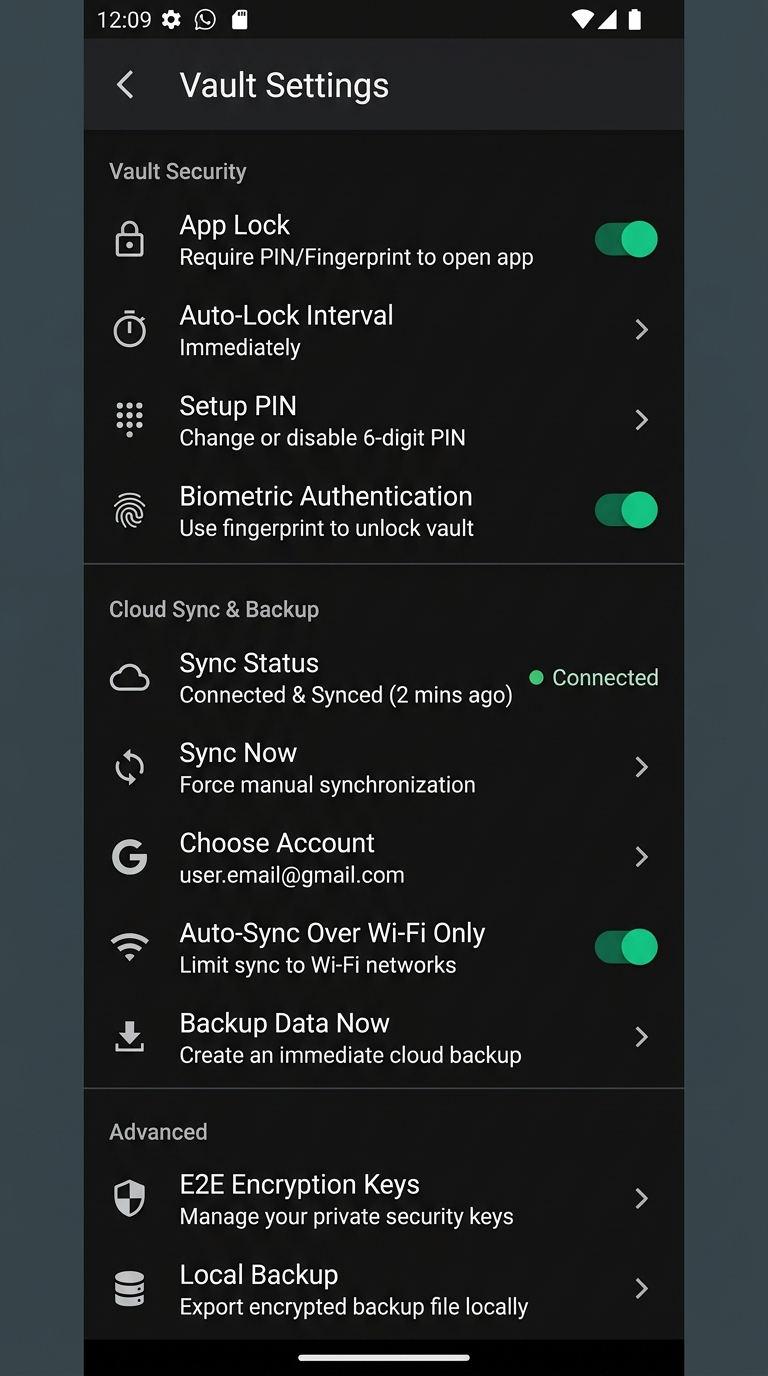 12:09
Vault Settings
Vault Security
App Lock
Require PIN/Fingerprint to open app
Auto-Lock Interval
Immediately
Setup PIN
Change or disable 6-digit PIN
Biometric Authentication
Use fingerprint to unlock vault
Cloud Sync & Backup
Sync Status
Connected & Synced (2 mins ago)
Connected
Sync Now
Force manual synchronization
Choose Account
user.email@gmail.com
Auto-Sync Over Wi-Fi Only
Limit sync to Wi-Fi networks
Backup Data Now
Create an immediate cloud backup
Advanced
E2E Encryption Keys
Manage your private security keys
Local Backup
Export encrypted backup file locally